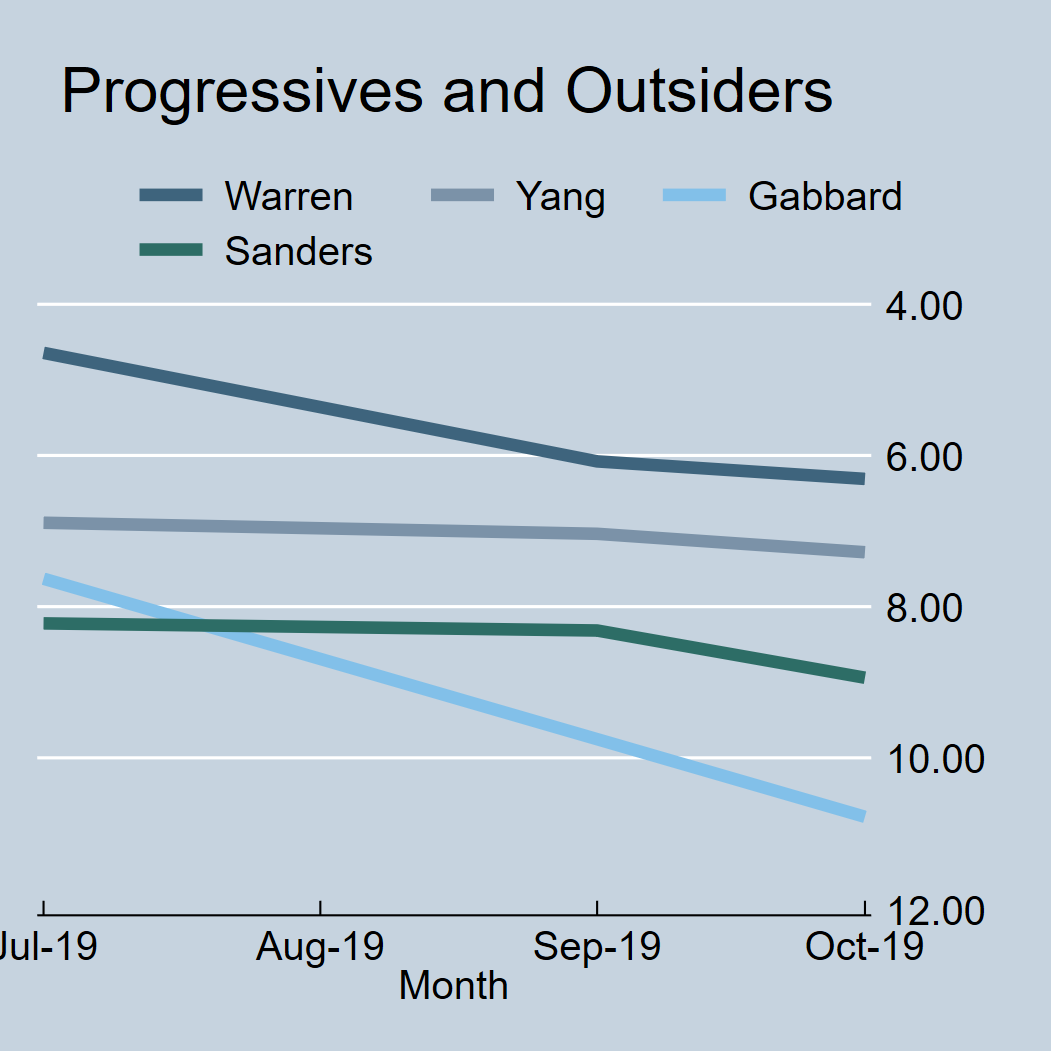 Progressives and Outsiders
Warren Yang Gabbard
Sanders
4.00
6.00
8.00
10.00
12.00
Jul-19 Aug-19 Sep-19 Oct-19
Month